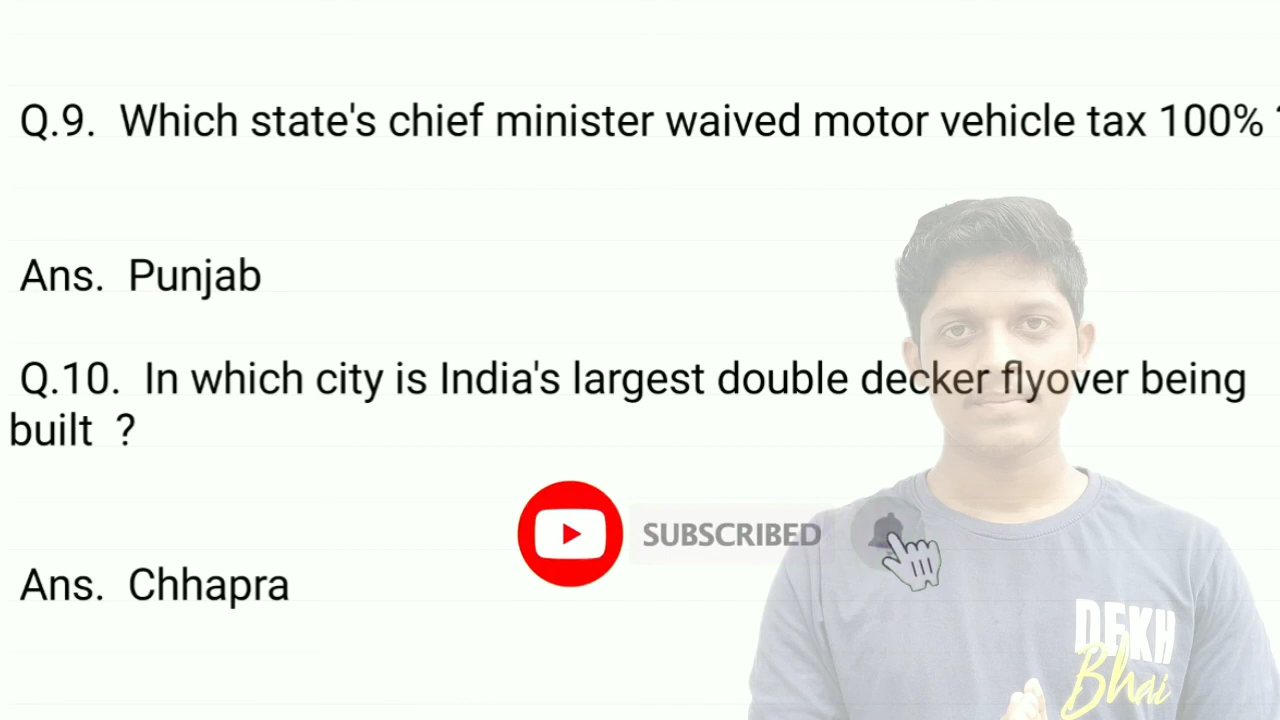 Q.9. Which state's chief minister waived motor vehicle tax 100% ?
Ans. Punjab
Q.10. In which city is India's largest double decker flyover being
built ?
SUBSCRIBED
Ans. Chhapra
DEKH
Bhai